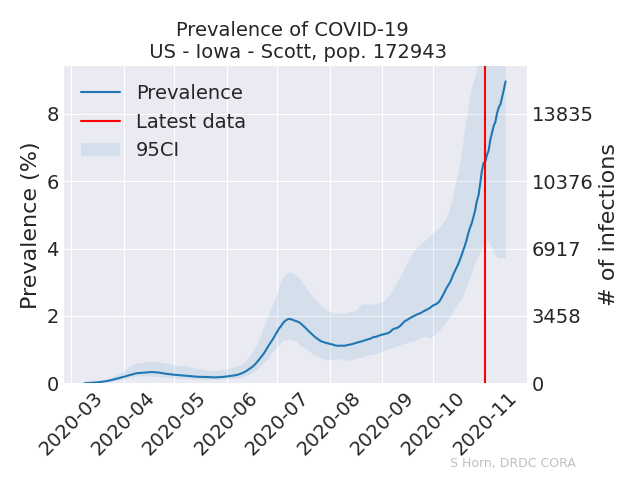 Prevalence of COVID-19
US - Iowa - Scott, pop. 172943
Prevalence
Latest data
95CI
Prevalence (%)
8
6
4
2
0
13835
10376
6917
3458
0
# of infections
2020-03
2020-04
2020-05
2020-06
2020-07
2020-08
2020-09
2020-10
2020-11
S Horn, DRDC CORA